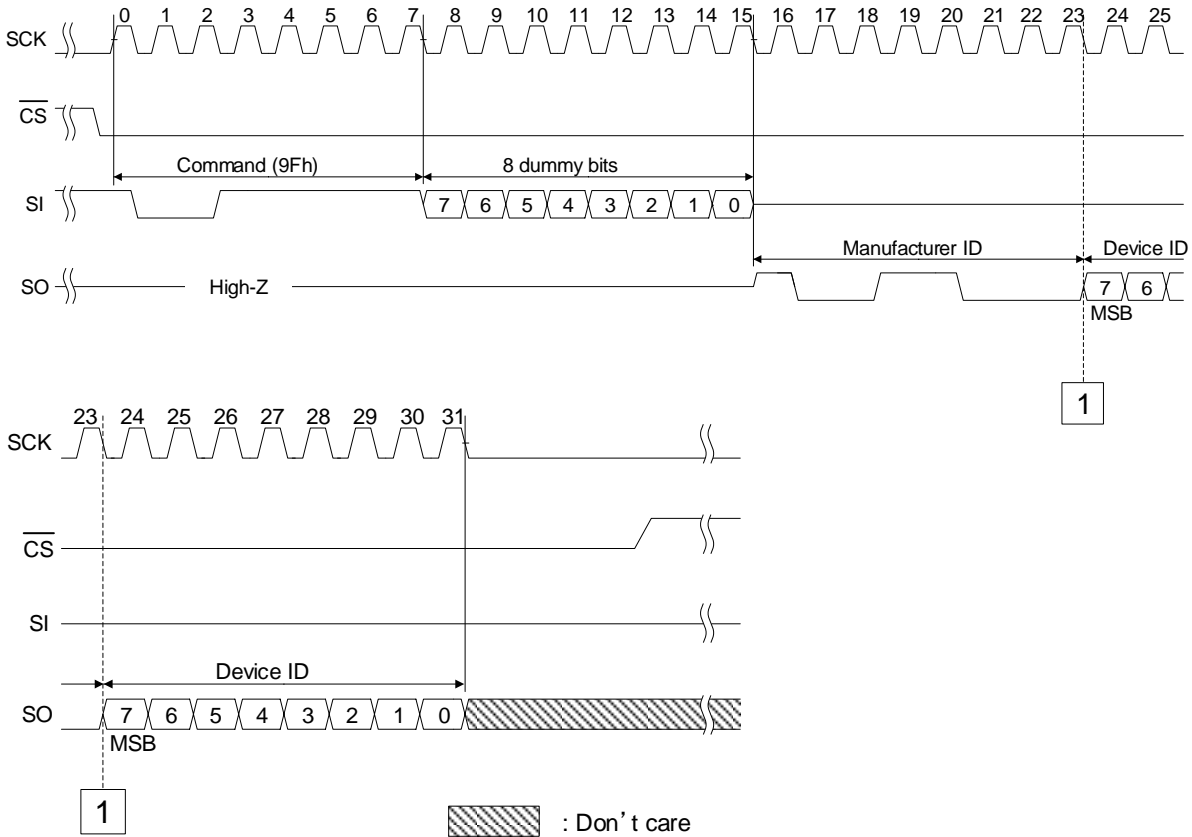 0 1 2 3 4 5 6 7 8 9 10 11 12 13 14 15 16 17 18 19 20 21 22 23 24 25
SCK
CS
Command (9Fh) 8 dummy bits
SI 7 6 5 4 3 2 1 0
Manufacturer ID Device ID
SO High-Z 7 6
MSB
1
23 24 25 26 27 28 29 30 31
SCK
CS
SI
Device ID
SO 7 6 5 4 3 2 1 0
MSB
1
: Don't care